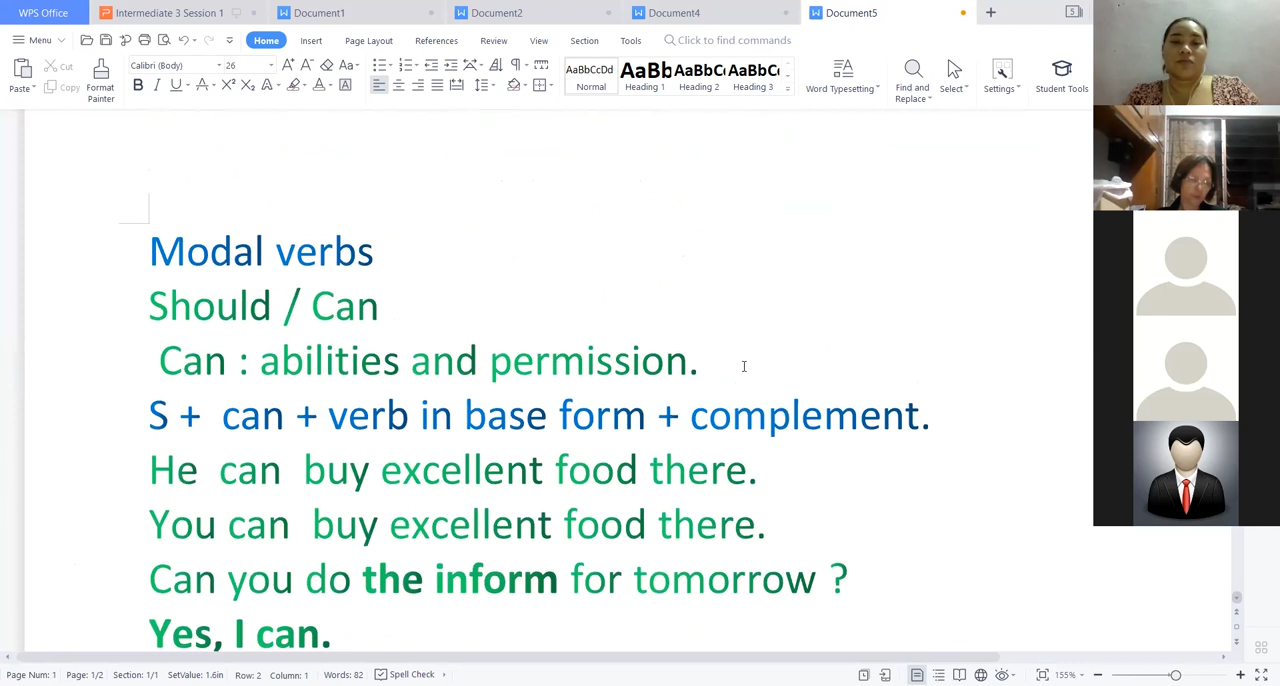 WPS Office Intermediate 3 Session 1 Document1 Document2 Document4 Document5 + 5
Menu Home Insert Page Layout References Review View Section Tools Click to find commands
Paste Cut Copy Format Painter Calibri (Body) 26 AaBbCcDd Normal AaBb Heading 1 AaBbC Heading 2 AaBbC Heading 3 Word Typesetting Find and Replace Select Settings Student Tools
Modal verbs
Should / Can
Can : abilities and permission.
S + can + verb in base form + complement.
He can buy excellent food there.
You can buy excellent food there.
Can you do the inform for tomorrow ?
Yes, I can.
Page Num: 1 Page: 1/2 Section: 1/1 SetValue: 1.6in Row: 2 Column: 1 Words: 82 Spell Check 155%